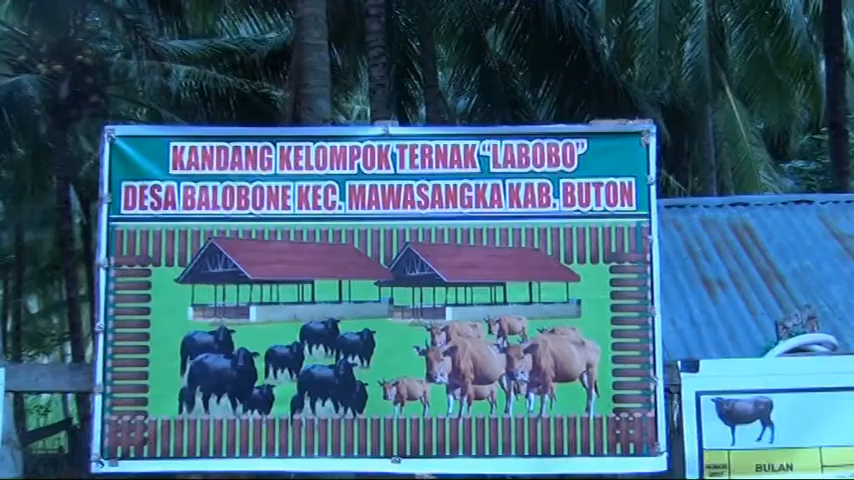 KANDANG KELOMPOK TERNAK "LABOBO"
DESA BALOBONE KEC. MAWASANGKA KAB. BUTON
BULAN